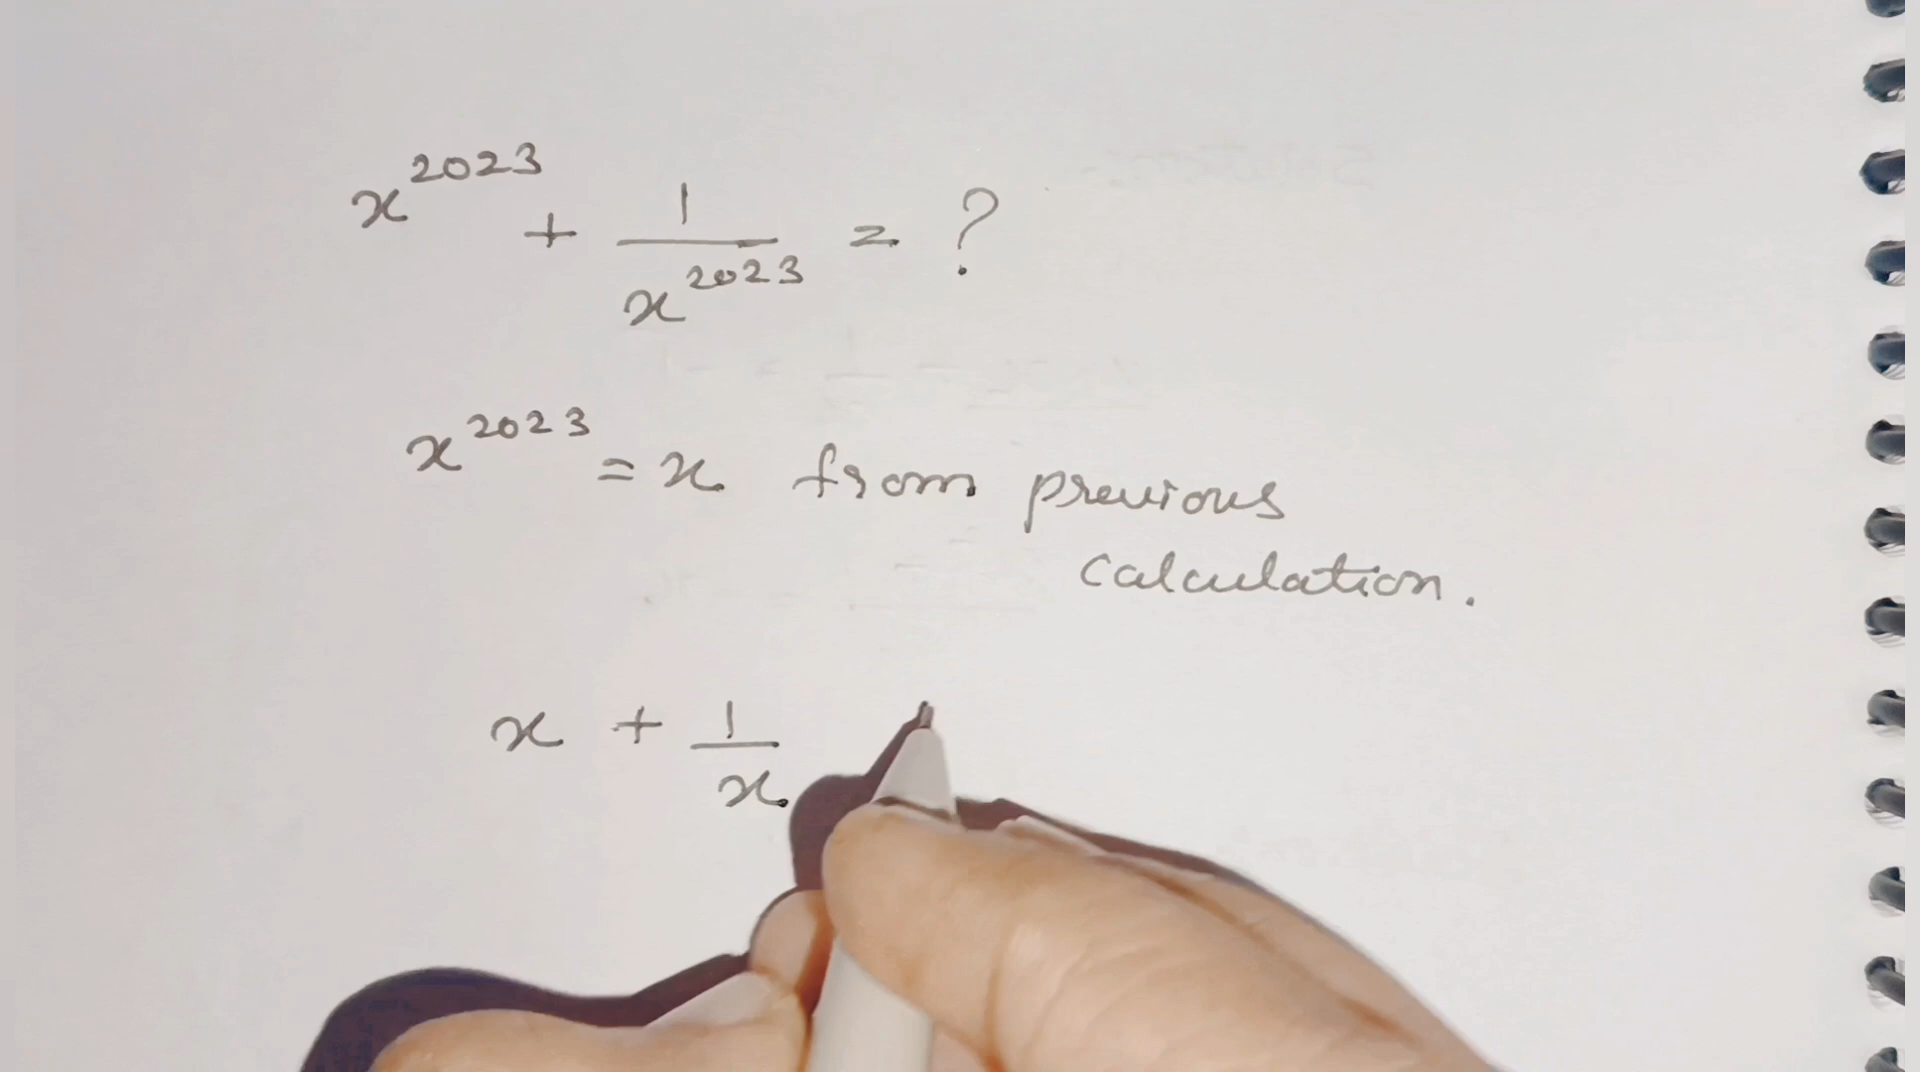 x^2023 + 1/x^2023 = ?
x^2023 = x from previous
calculation.
x + 1/x